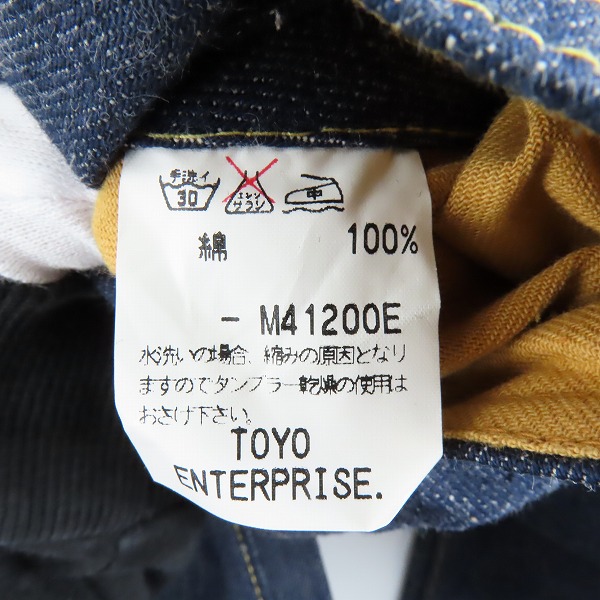 手洗イ 30 エンソ サラシ 中
綿 100%
- M41200E
水洗いの場合、縮みの原因となり
ますのでタンブラー乾燥の使用は
おさけ下さい。
TOYO
ENTERPRISE.